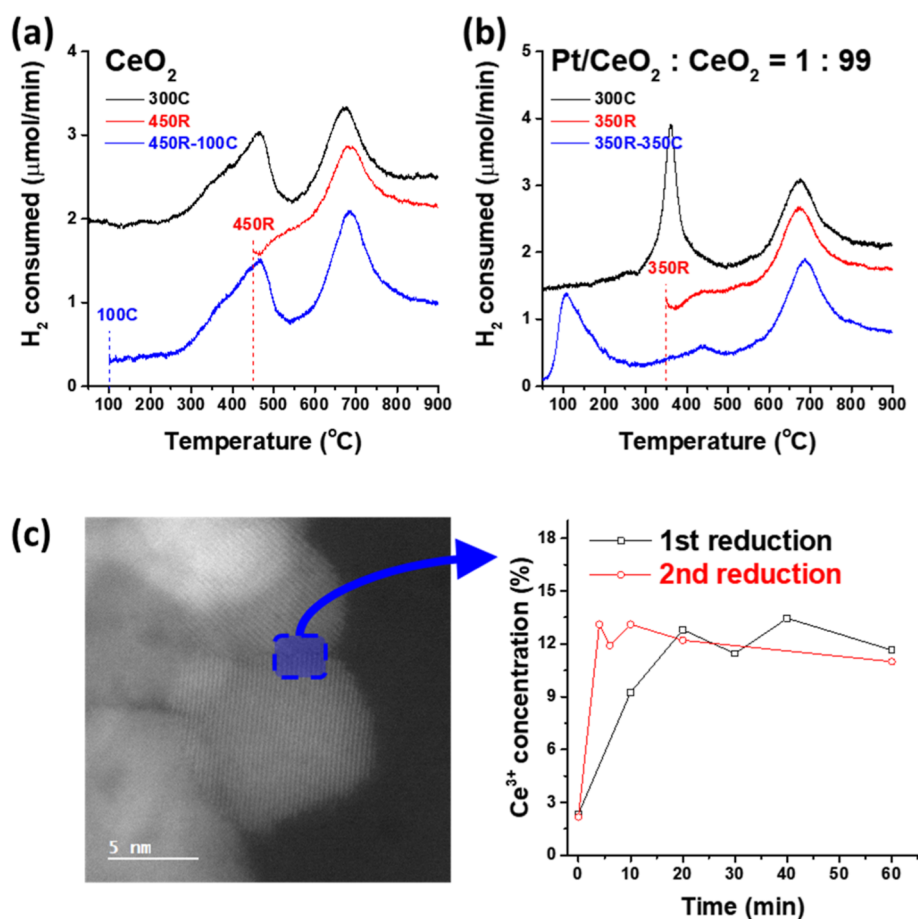 (a)
CeO₂
300C
450R
450R-100C
450R
100C
H₂ consumed (μmol/min)
0
1
2
3
4
100 200 300 400 500 600 700 800 900
Temperature (°C)
(b)
Pt/CeO₂ : CeO₂ = 1 : 99
300C
350R
350R-350C
350R
H₂ consumed (μmol/min)
0
1
2
3
4
5
100 200 300 400 500 600 700 800 900
Temperature (°C)
(c)
5 nm
1st reduction
2nd reduction
Ce³⁺ concentration (%)
18
15
12
9
6
3
0
0 10 20 30 40 50 60
Time (min)